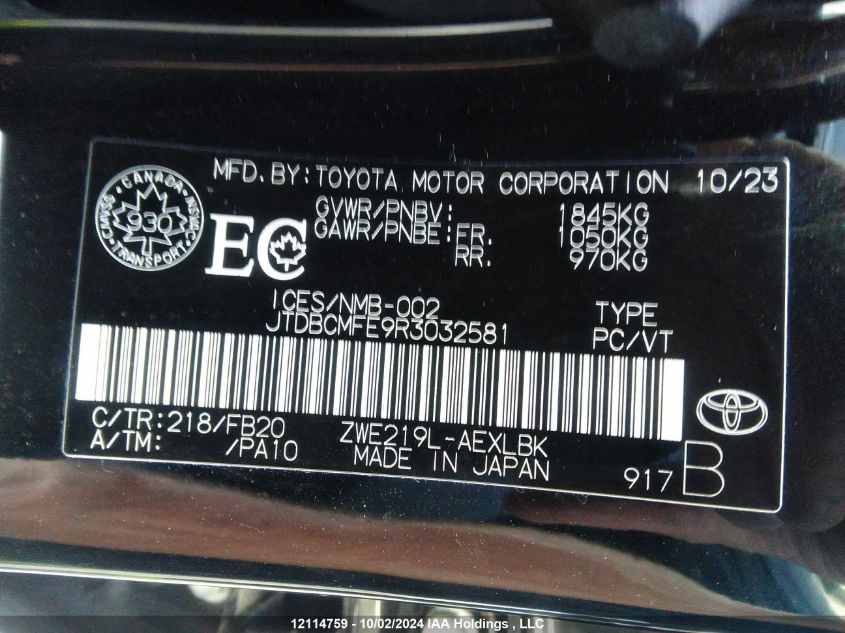 MFD.BY:TOYOTA MOTOR CORPORATION 10/23
CANADA
930
TRANSPORT
EC
GVWR/PNBV: 1845KG
GAWR/PNBE: FR. 1050KG
RR. 970KG
ICES/NMB-002
TYPE
JTDBCMFE9R3032581
PC/VT
C/TR:218/FB20
ZWE219L-AEXLBK
A/TM: /PA10
MADE IN JAPAN
917 B
12114759 - 10/02/2024 IAA Holdings , LLC